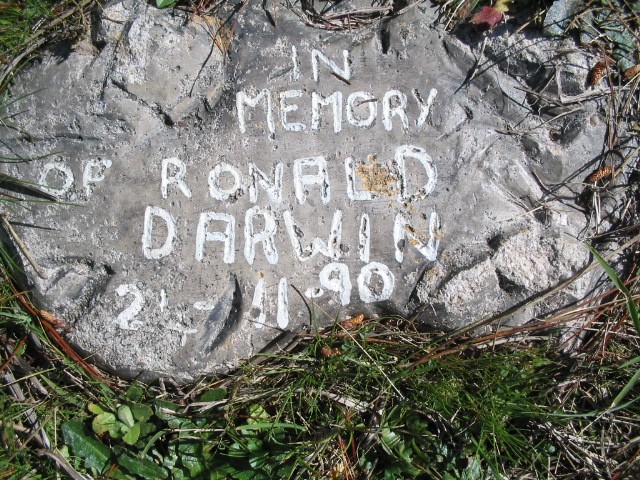 IN
MEMORY
OF RONALD
DARWIN
11-90